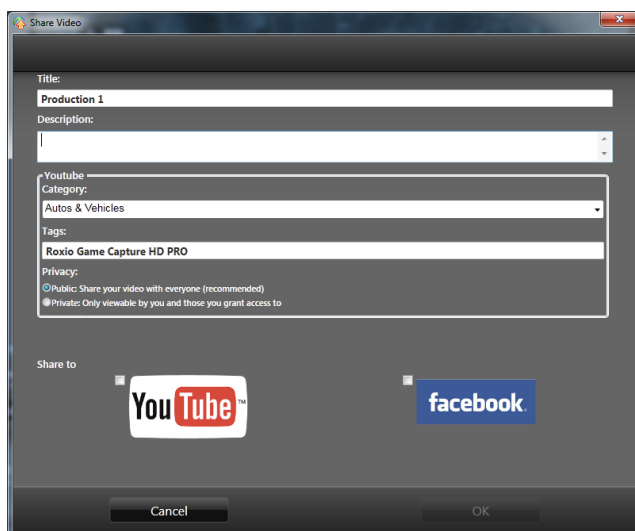 Share Video
Title:
Production 1
Description:
Youtube
Category:
Autos & Vehicles
Tags:
Roxio Game Capture HD PRO
Privacy:
Public: Share your video with everyone (recommended)
Private: Only viewable by you and those you grant access to
Share to
YouTube™
facebook.
Cancel
OK